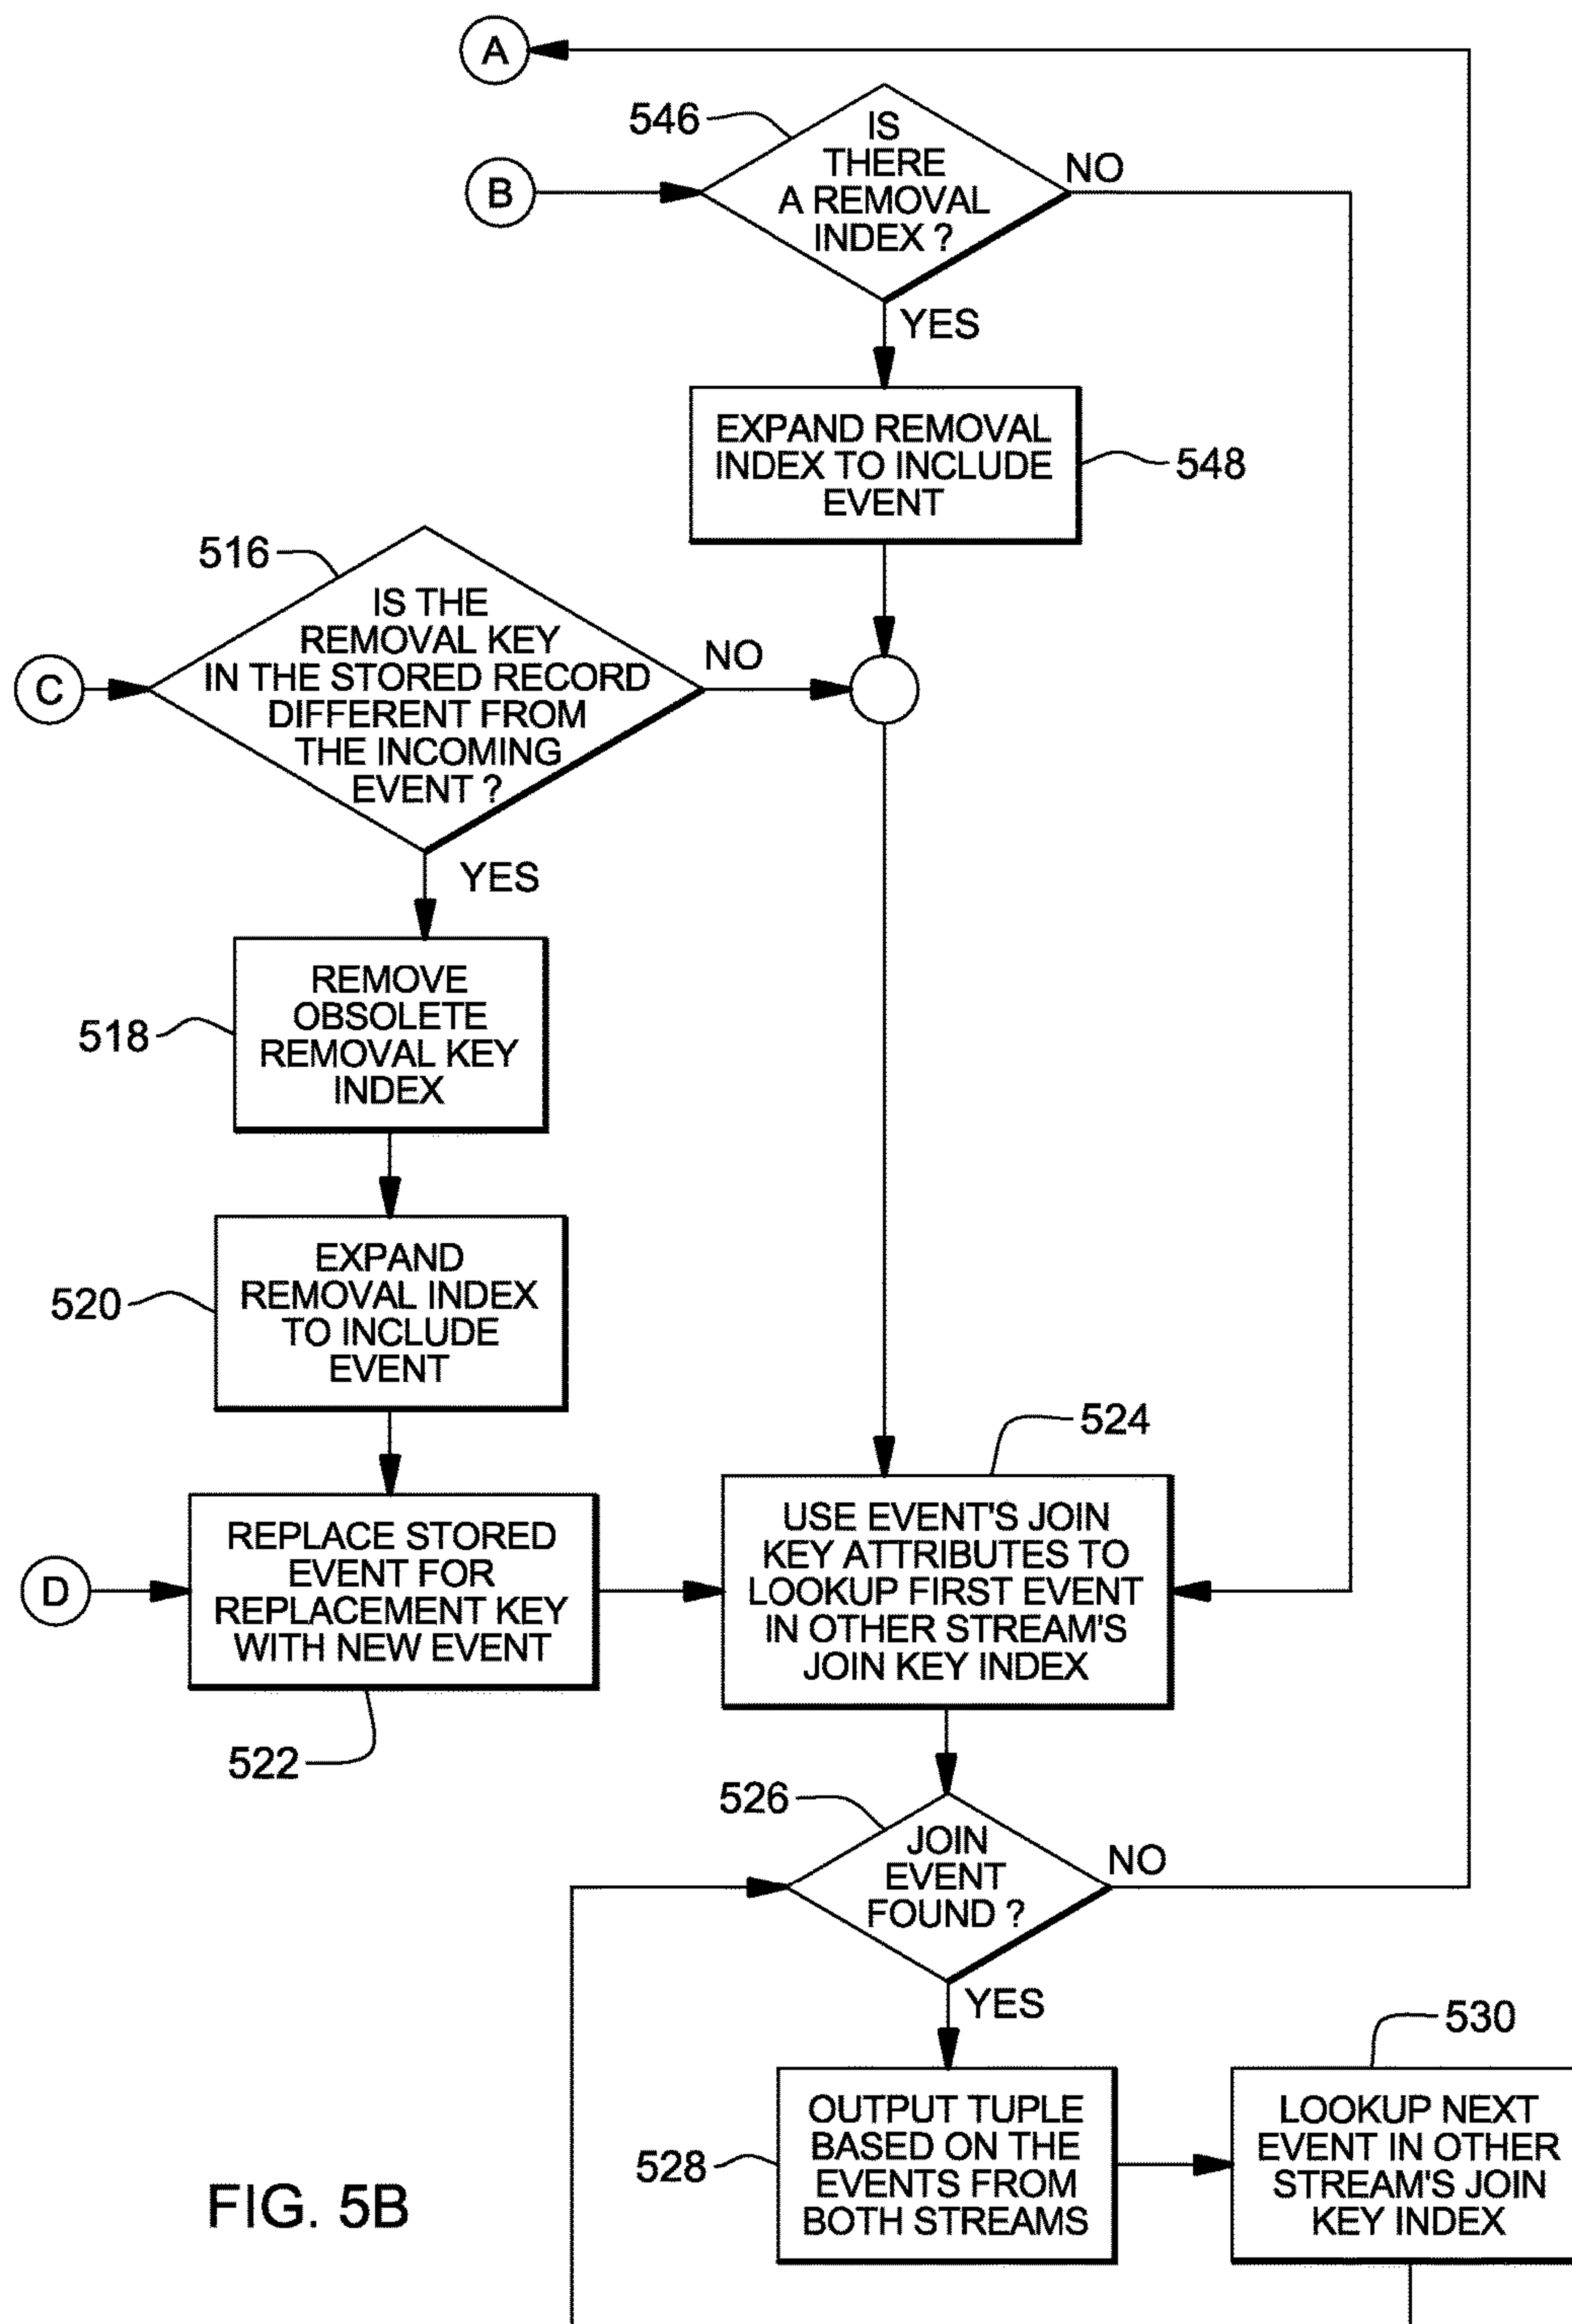 A
546
IS
THERE
A REMOVAL
INDEX ?
NO
B
YES
EXPAND REMOVAL
INDEX TO INCLUDE
EVENT
548
516
IS THE
REMOVAL KEY
IN THE STORED RECORD
DIFFERENT FROM
THE INCOMING
EVENT ?
NO
C
YES
REMOVE
OBSOLETE
REMOVAL KEY
INDEX
518
EXPAND
REMOVAL INDEX
TO INCLUDE
EVENT
520
524
REPLACE STORED
EVENT FOR
REPLACEMENT KEY
WITH NEW EVENT
D
522
USE EVENT'S JOIN
KEY ATTRIBUTES TO
LOOKUP FIRST EVENT
IN OTHER STREAM'S
JOIN KEY INDEX
526
JOIN
EVENT
FOUND ?
NO
YES
530
OUTPUT TUPLE
BASED ON THE
EVENTS FROM
BOTH STREAMS
528
LOOKUP NEXT
EVENT IN OTHER
STREAM'S JOIN
KEY INDEX
FIG. 5B